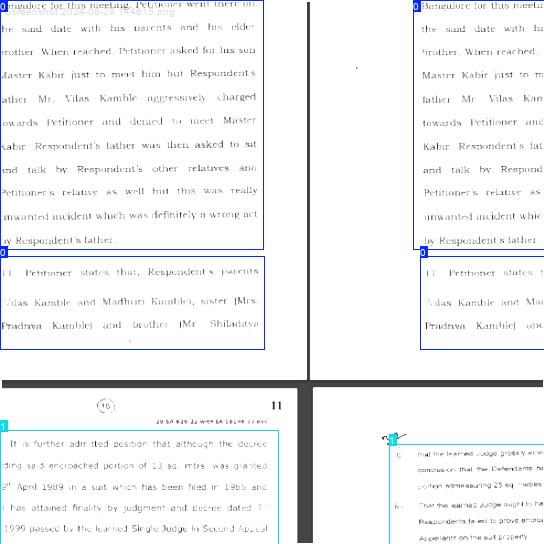 Bangalore for this meeting. Petitioner went there on
the said date with his parents and his elder
brother. When reached, Petitioner asked for his son
Master Kabir just to meet him but Respondent's
father Mr. Vilas Kamble aggressively charged
towards Petitioner and denied to meet Master
Kabir. Respondent's father was then asked to sit
and talk by Respondent's other relatives and
Petitioner's relative as well but this was really
unwanted incident which was definitely a wrong act
by Respondent's father.
11 Petitioner states that, Respondent's parents
Vilas Kamble and Madhuri Kamble), sister (Mrs.
Pradnya Kamble) and brother (Mr. Shiladitya
Bangalore for this meeting
the said date with
brother. When reached,
Master Kabir just to m
father Mr. Vilas Kam
towards Petitioner and
Kabir. Respondent's fat
and talk by Respond
Petitioner's relative as
unwanted incident whic
by Respondent's father.
11 Petitioner states t
Vilas Kamble and Ma
Pradnya Kamble) and
11
It is further admitted position that although the decree
ding said encroached portion of 13 sq. mtrs. was granted
9th April 1989 in a suit which has been filed in 1985 and
has attained finality by judgment and decree dated
1999 passed by the learned Single Judge in Second Appeal
that the learned Judge grossly erre
conclusion that the Defendants ha
portion admeasuring 25 sq. metres
That the learned Judge ought to ha
Respondents failed to prove encro
Appellants on the suit property